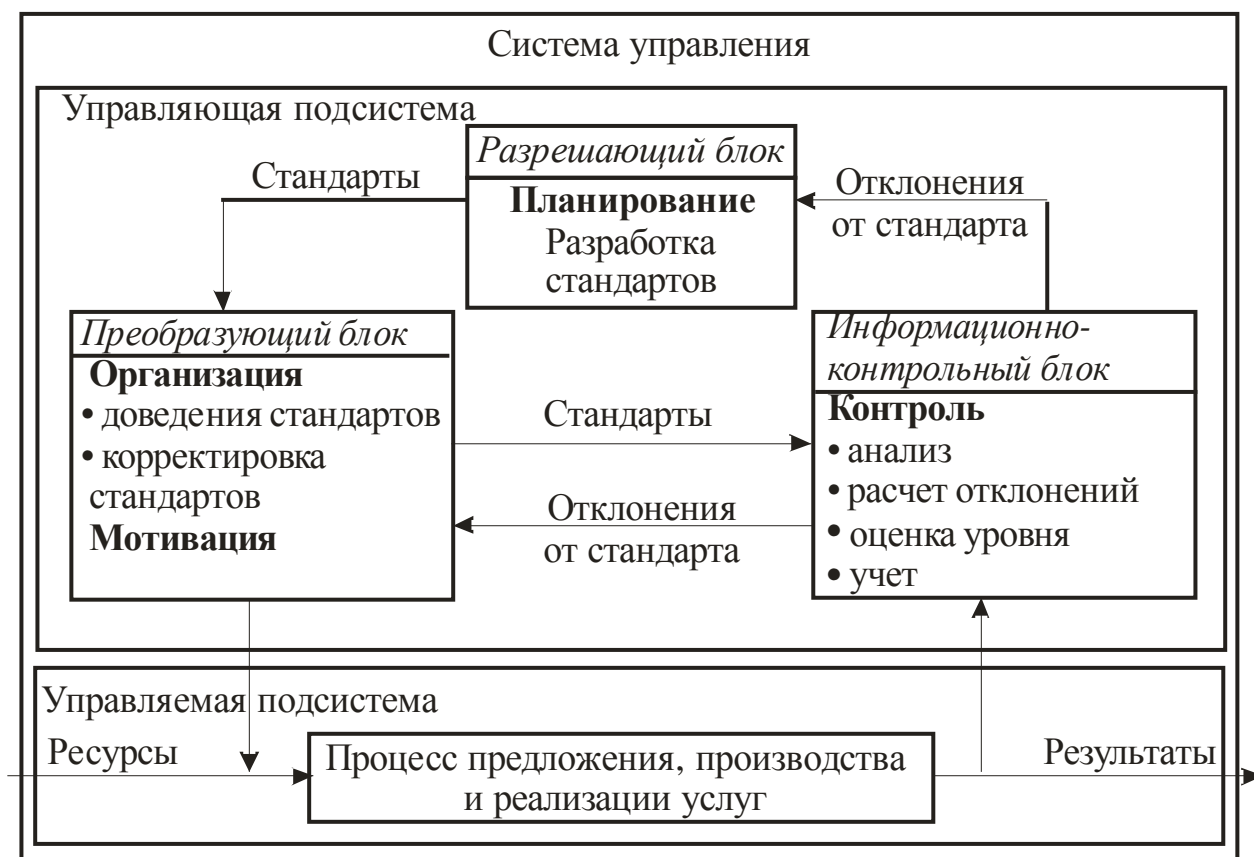 Система управления
Управляющая подсистема
Разрешающий блок
Планирование
Разработка
стандартов
Стандарты
Отклонения
от стандарта
Преобразующий блок
Организация
• доведения стандартов
• корректировка
стандартов
Мотивация
Стандарты
Отклонения
от стандарта
Информационно-
контрольный блок
Контроль
• анализ
• расчет отклонений
• оценка уровня
• учет
Управляемая подсистема
Ресурсы
Процесс предложения, производства
и реализации услуг
Результаты